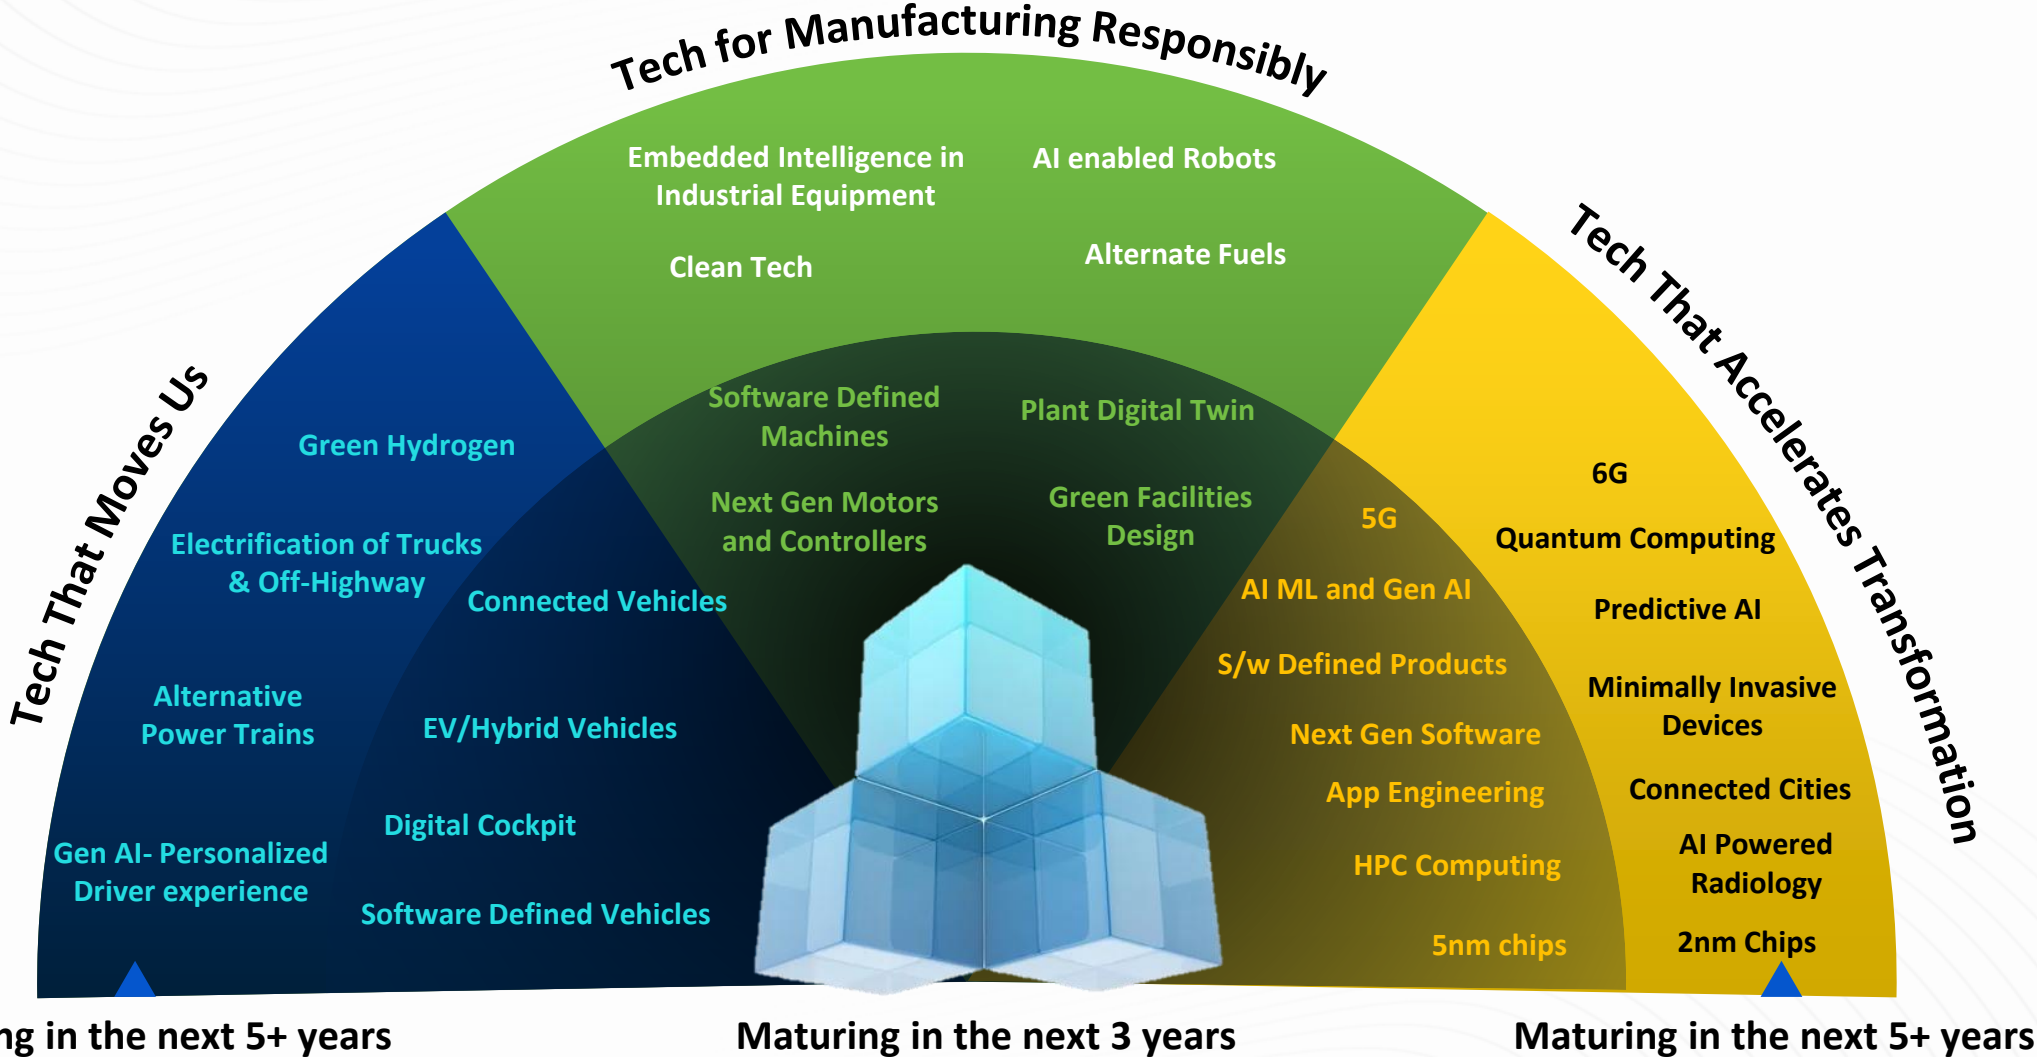 Tech for Manufacturing Responsibly
Embedded Intelligence in
Industrial Equipment
AI enabled Robots
Clean Tech
Alternate Fuels
Software Defined
Machines
Plant Digital Twin
Next Gen Motors
and Controllers
Green Facilities
Design
Tech That Moves Us
Green Hydrogen
Electrification of Trucks
& Off-Highway
Alternative
Power Trains
Gen AI- Personalized
Driver experience
Connected Vehicles
EV/Hybrid Vehicles
Digital Cockpit
Software Defined Vehicles
Tech That Accelerates Transformation
5G
AI ML and Gen AI
S/w Defined Products
Next Gen Software
App Engineering
HPC Computing
5nm chips
6G
Quantum Computing
Predictive AI
Minimally Invasive
Devices
Connected Cities
AI Powered
Radiology
2nm Chips
ng in the next 5+ years
Maturing in the next 3 years
Maturing in the next 5+ years